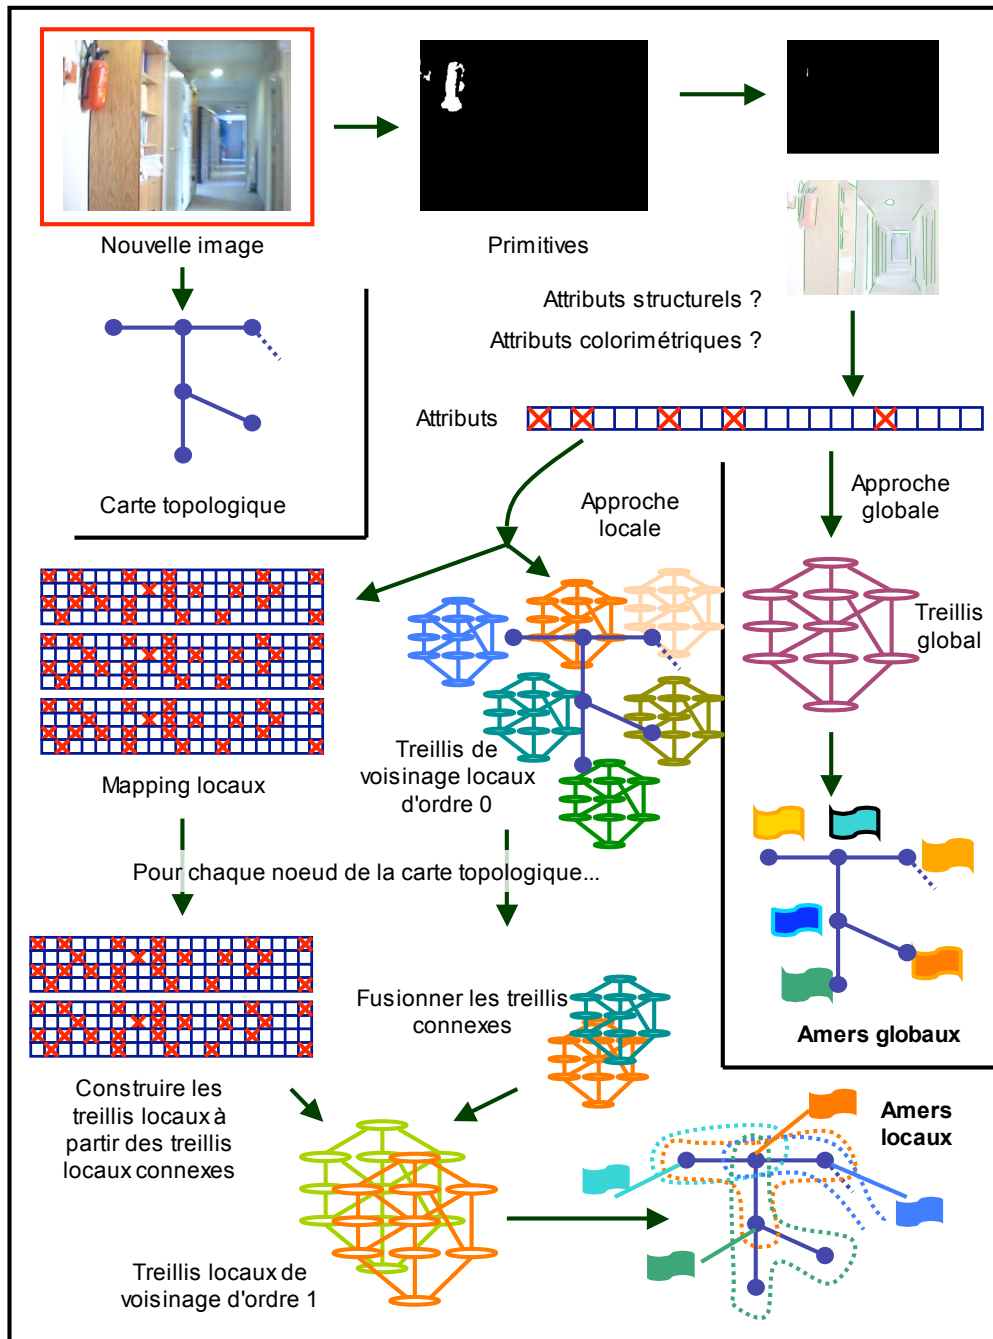 Nouvelle image
Primitives
Attributs structurels ?
Attributs colorimétriques ?
Attributs
Carte topologique
Approche
locale
Approche
globale
Treillis
global
Treillis de
voisinage locaux
d'ordre 0
Mapping locaux
Pour chaque noeud de la carte topologique...
Fusionner les treillis
connexes
Amers globaux
Construire les
treillis locaux à
partir des treillis
locaux connexes
Amers
locaux
Treillis locaux de
voisinage d'ordre 1